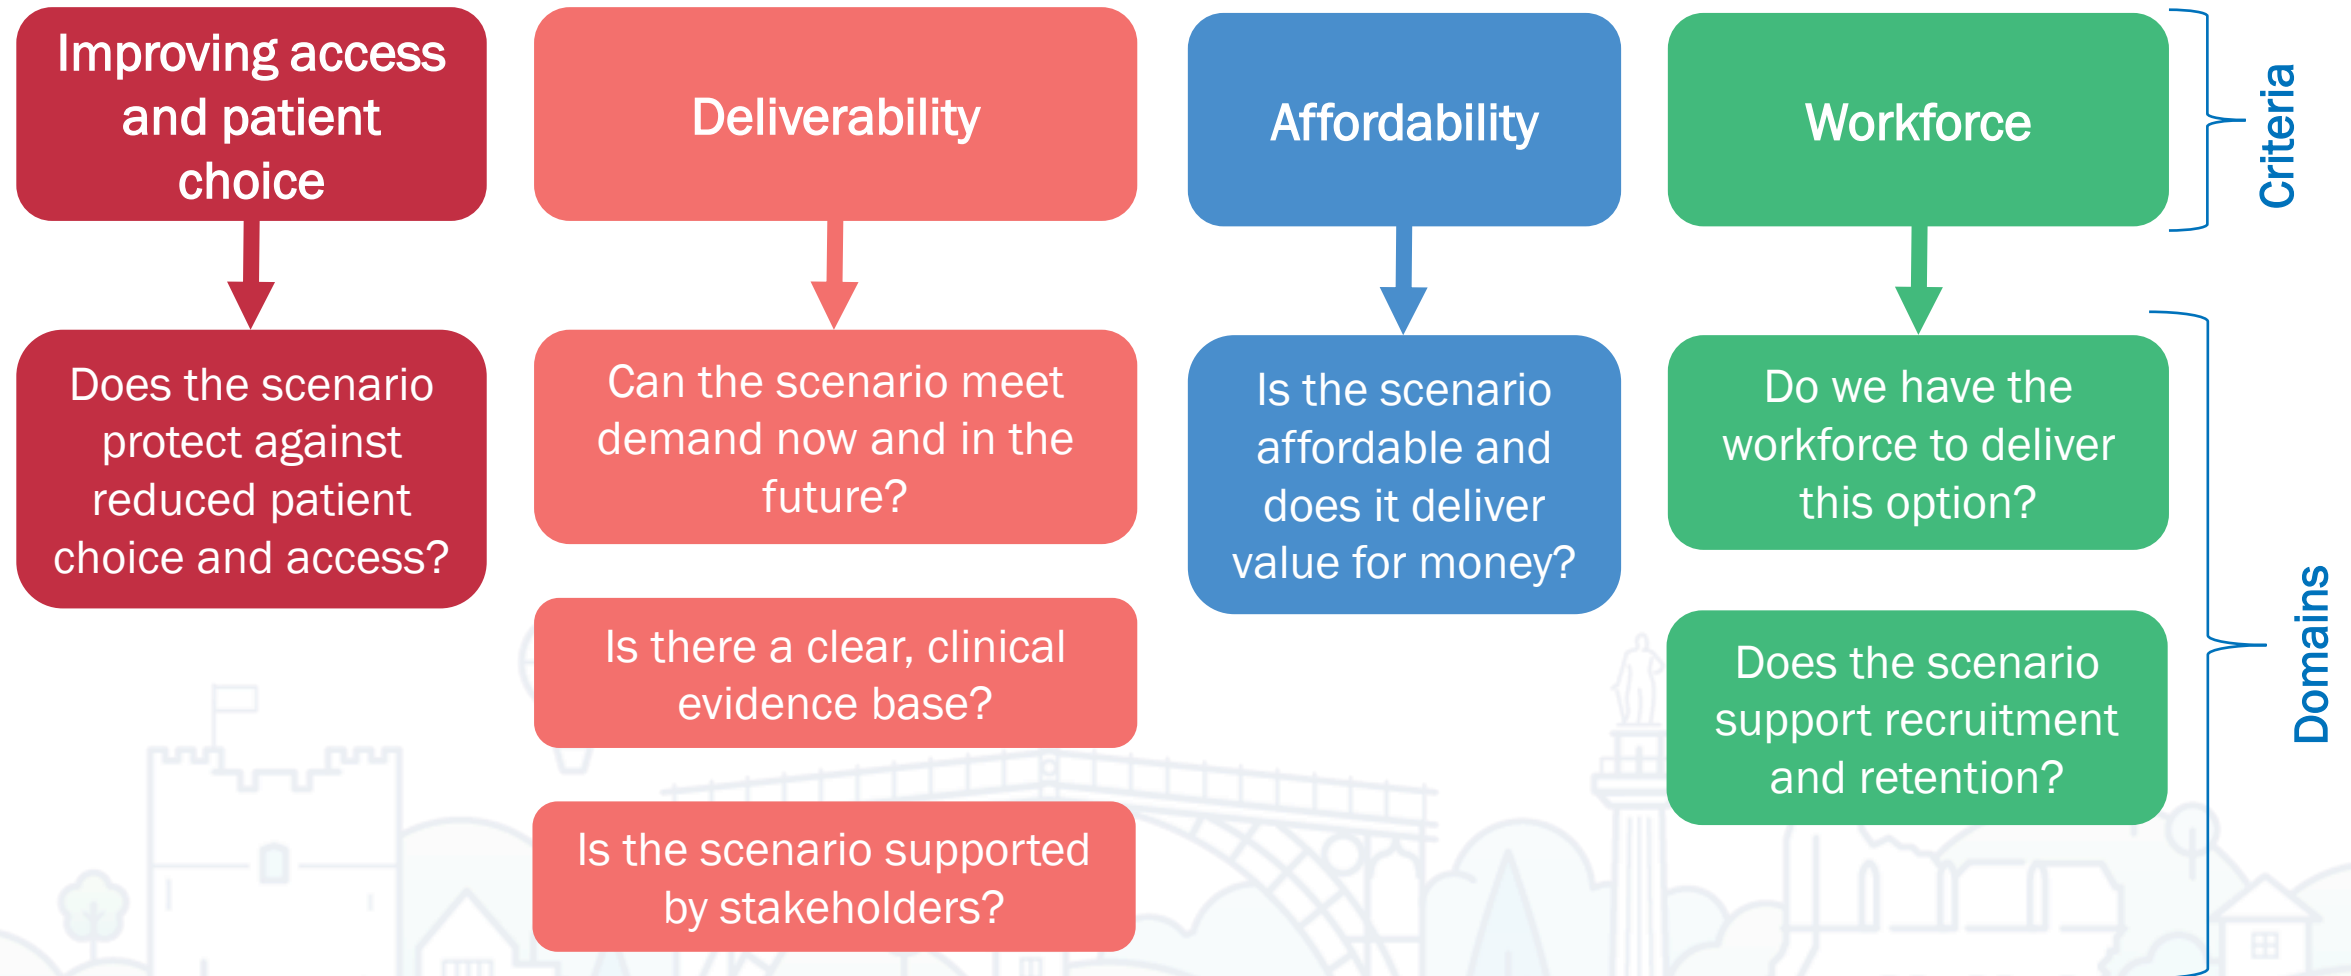 Improving access
and patient
choice
Deliverability
Affordability
Workforce
Criteria
Does the scenario
protect against
reduced patient
choice and access?
Can the scenario meet
demand now and in the
future?
Is there a clear, clinical
evidence base?
Is the scenario supported
by stakeholders?
Is the scenario
affordable and
does it deliver
value for money?
Do we have the
workforce to deliver
this option?
Does the scenario
support recruitment
and retention?
Domains